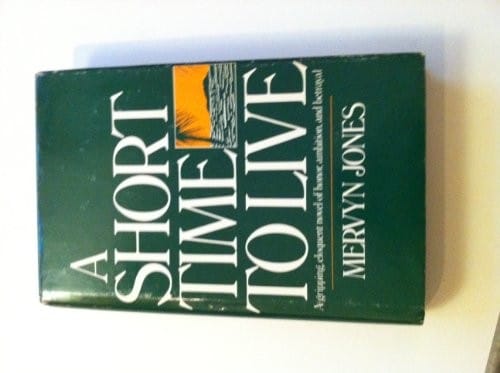 A
SHORT
TIME
TO LIVE
A gripping, eloquent novel of honor, ambition, and betrayal
MERVYN JONES